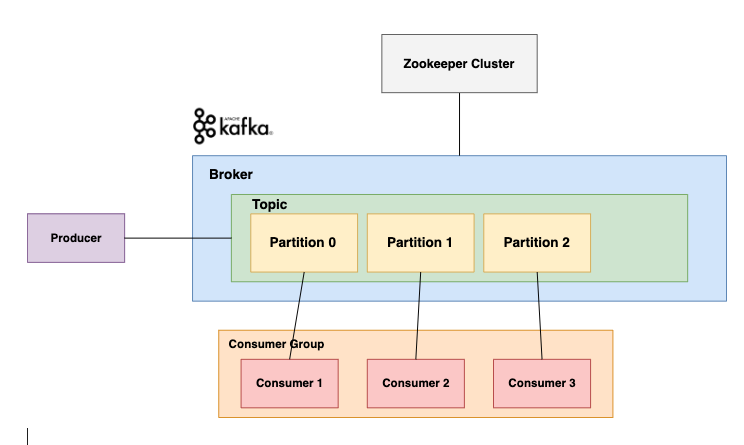 Zookeeper Cluster
APACHE
kafka®
Broker
Topic
Producer
Partition 0
Partition 1
Partition 2
Consumer Group
Consumer 1
Consumer 2
Consumer 3